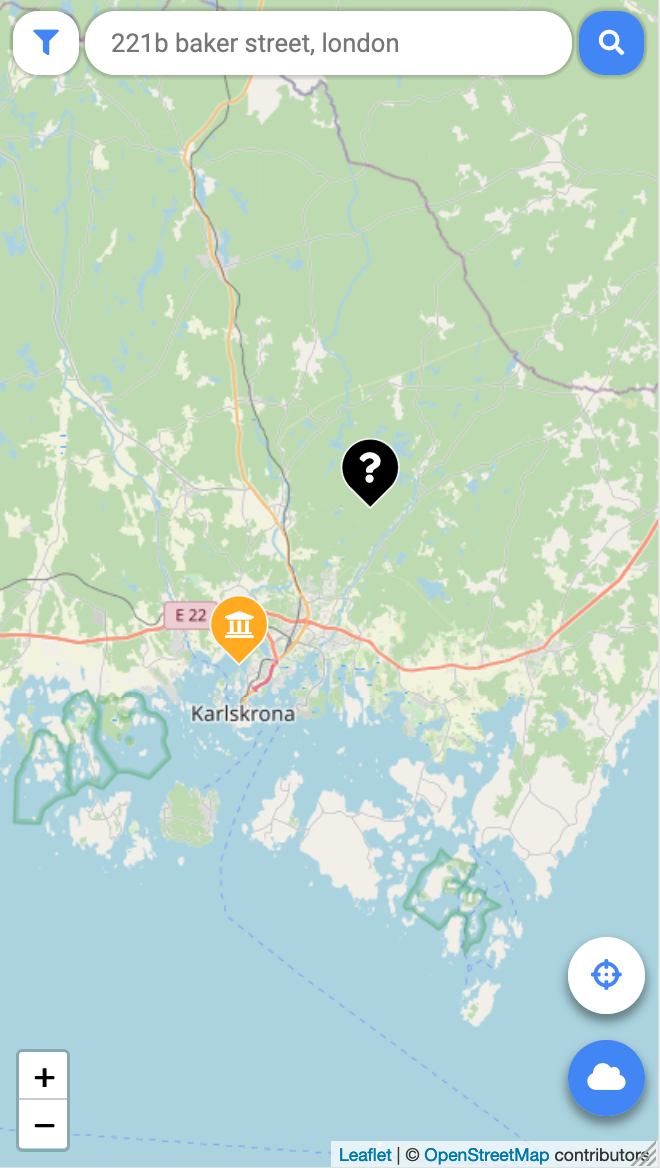 221b baker street, london
?
E 22
Karlskrona
+
−
Leaflet | © OpenStreetMap contributors